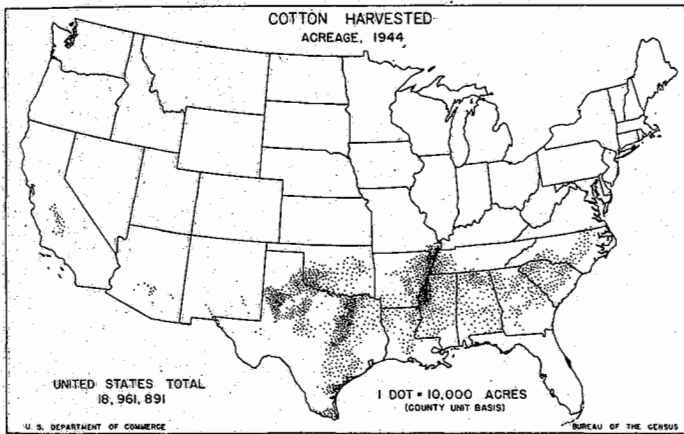 COTTON HARVESTED
ACREAGE, 1944
UNITED STATES TOTAL
18,961,891
1 DOT = 10,000 ACRES
(COUNTY UNIT BASIS)
U. S. DEPARTMENT OF COMMERCE
BUREAU OF THE CENSUS